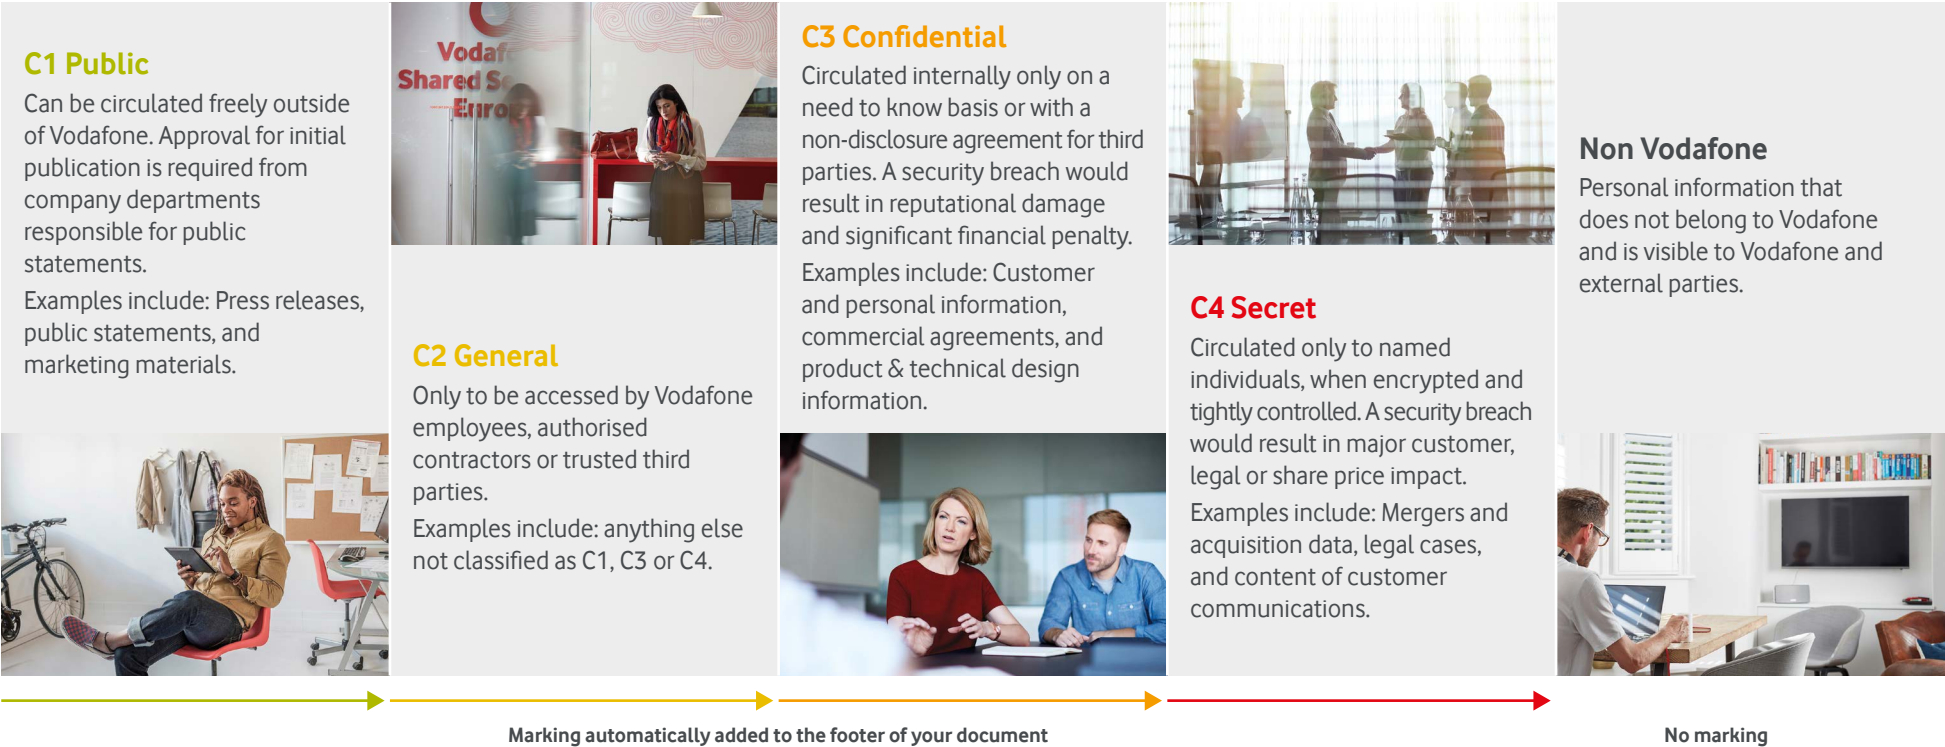 C1 Public
Can be circulated freely outside
of Vodafone. Approval for initial
publication is required from
company departments
responsible for public
statements.
Examples include: Press releases,
public statements, and
marketing materials.
Vodaf
Shared Se
Euro
C2 General
Only to be accessed by Vodafone
employees, authorised
contractors or trusted third
parties.
Examples include: anything else
not classified as C1, C3 or C4.
C3 Confidential
Circulated internally only on a
need to know basis or with a
non-disclosure agreement for third
parties. A security breach would
result in reputational damage
and significant financial penalty.
Examples include: Customer
and personal information,
commercial agreements, and
product & technical design
information.
C4 Secret
Circulated only to named
individuals, when encrypted and
tightly controlled. A security breach
would result in major customer,
legal or share price impact.
Examples include: Mergers and
acquisition data, legal cases,
and content of customer
communications.
Non Vodafone
Personal information that
does not belong to Vodafone
and is visible to Vodafone and
external parties.
Marking automatically added to the footer of your document
No marking